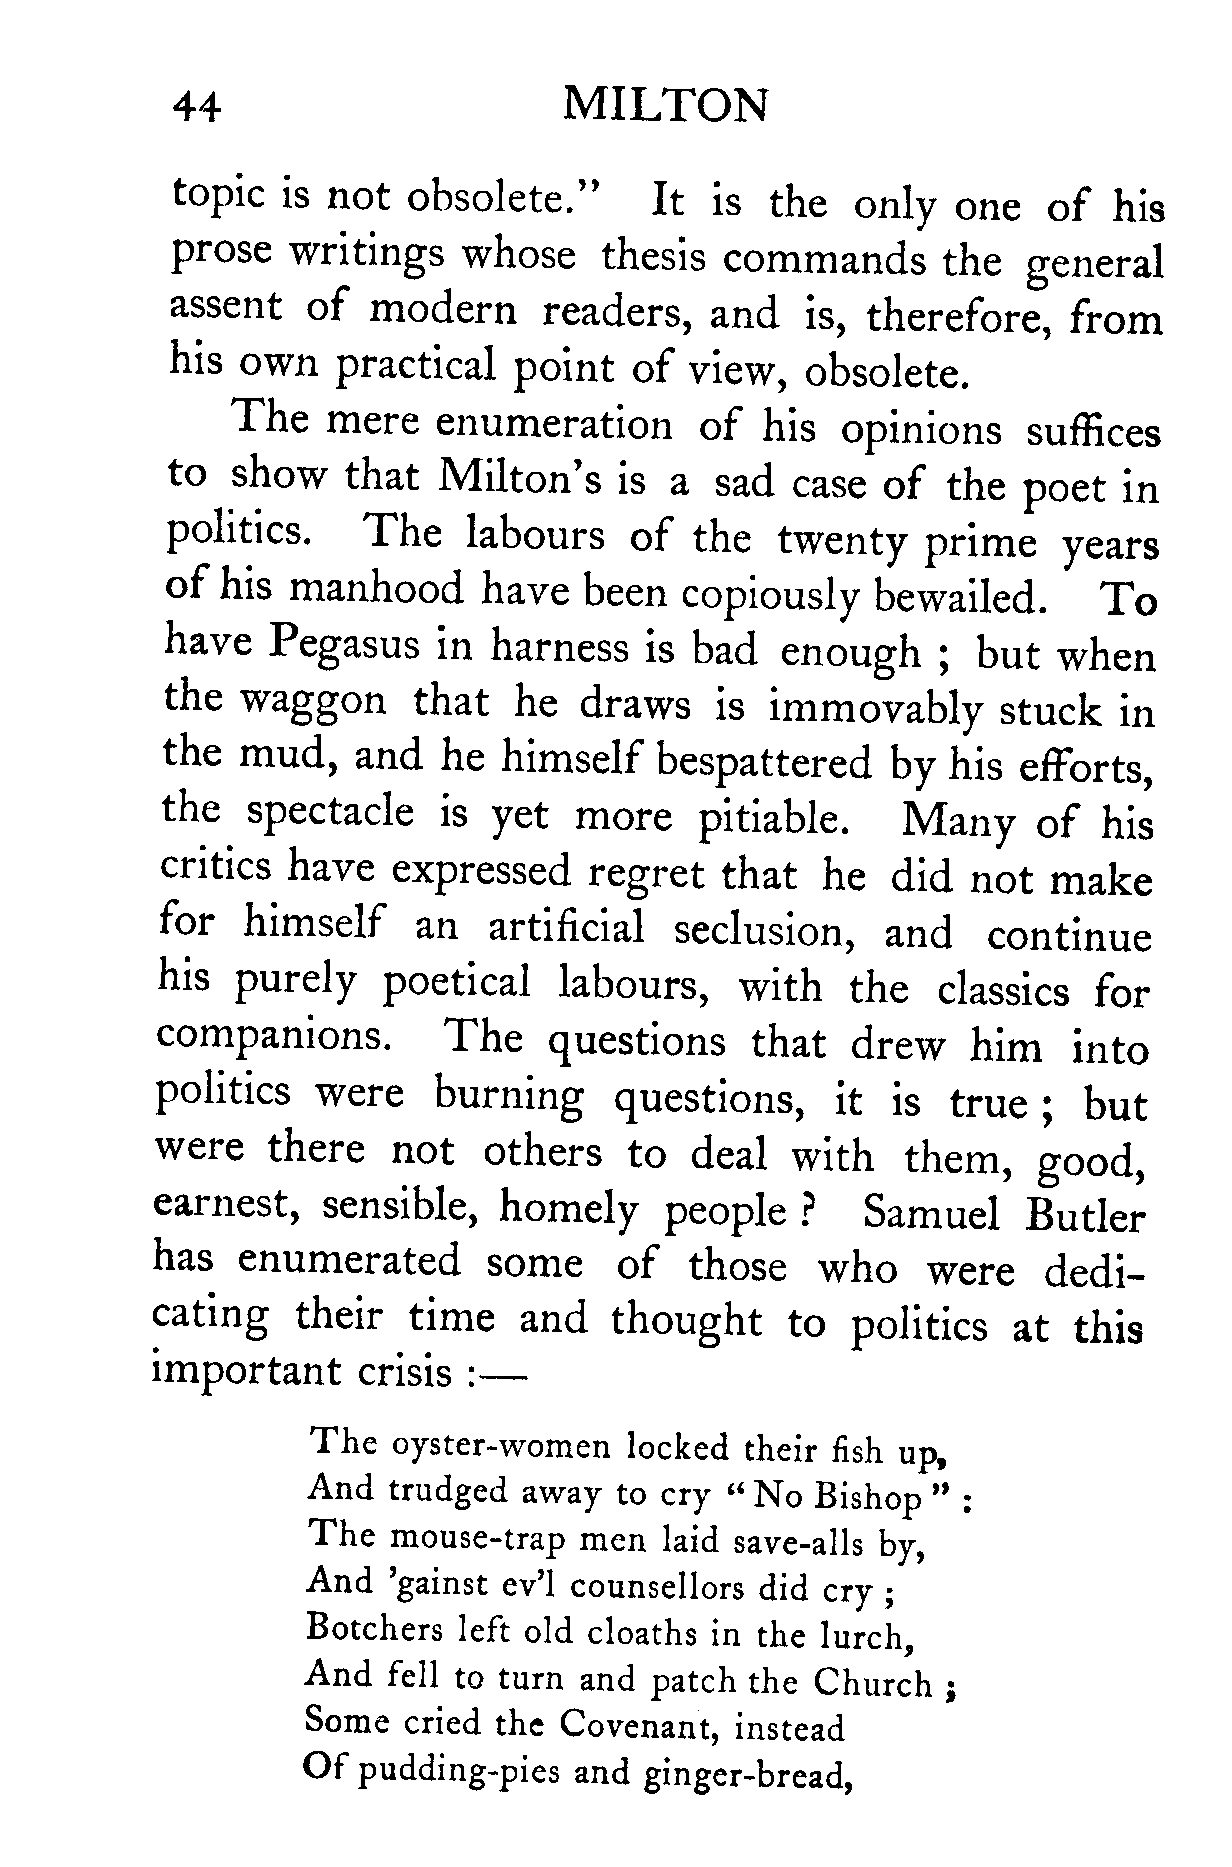 44 MILTON
topic is not obsolete.” It is the only one of his
prose writings whose thesis commands the general
assent of modern readers, and is, therefore, from
his own practical point of view, obsolete.
The mere enumeration of his opinions suffices
to show that Milton’s is a sad case of the poet in
politics. The labours of the twenty prime years
of his manhood have been copiously bewailed. To
have Pegasus in harness is bad enough ; but when
the waggon that he draws is immovably stuck in
the mud, and he himself bespattered by his efforts,
the spectacle is yet more pitiable. Many of his
critics have expressed regret that he did not make
for himself an artificial seclusion, and continue
his purely poetical labours, with the classics for
companions. The questions that drew him into
politics were burning questions, it is true ; but
were there not others to deal with them, good,
earnest, sensible, homely people ? Samuel Butler
has enumerated some of those who were dedi-
cating their time and thought to politics at this
important crisis :—
The oyster-women locked their fish up,
And trudged away to cry “ No Bishop ” :
The mouse-trap men laid save-alls by,
And ’gainst ev’l counsellors did cry ;
Botchers left old cloaths in the lurch,
And fell to turn and patch the Church ;
Some cried the Covenant, instead
Of pudding-pies and ginger-bread,